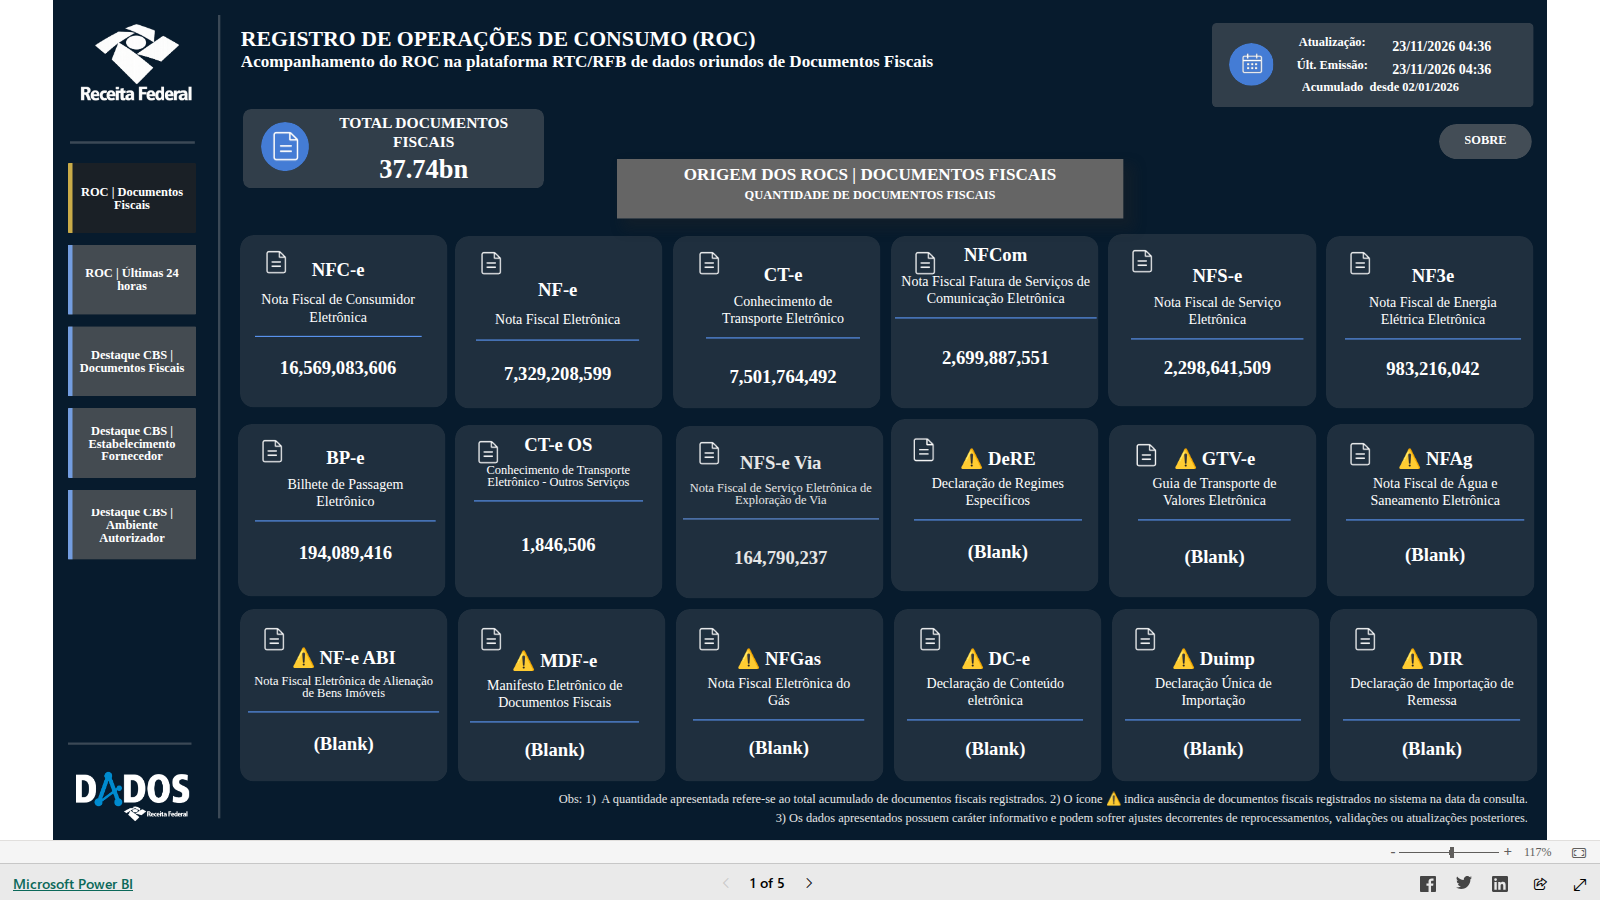 Receita Federal
REGISTRO DE OPERAÇÕES DE CONSUMO (ROC)
Acompanhamento do ROC na plataforma RTC/RFB de dados oriundos de Documentos Fiscais
Atualização: 23/11/2026 04:36
Últ. Emissão: 23/11/2026 04:36
Acumulado desde 02/01/2026
SOBRE
TOTAL DOCUMENTOS
FISCAIS
37.74bn
ORIGEM DOS ROCS | DOCUMENTOS FISCAIS
QUANTIDADE DE DOCUMENTOS FISCAIS
ROC | Documentos
Fiscais
ROC | Últimas 24
horas
Destaque CBS |
Documentos Fiscais
Destaque CBS |
Estabelecimento
Fornecedor
Destaque CBS |
Ambiente
Autorizador
NFC-e
Nota Fiscal de Consumidor
Eletrônica
16,569,083,606
NF-e
Nota Fiscal Eletrônica
7,329,208,599
CT-e
Conhecimento de
Transporte Eletrônico
7,501,764,492
NFCom
Nota Fiscal Fatura de Serviços de
Comunicação Eletrônica
2,699,887,551
NFS-e
Nota Fiscal de Serviço
Eletrônica
2,298,641,509
NF3e
Nota Fiscal de Energia
Elétrica Eletrônica
983,216,042
BP-e
Bilhete de Passagem
Eletrônico
194,089,416
CT-e OS
Conhecimento de Transporte
Eletrônico - Outros Serviços
1,846,506
NFS-e Via
Nota Fiscal de Serviço Eletrônica de
Exploração de Via
164,790,237
⚠️ DeRE
Declaração de Regimes
Especificos
(Blank)
⚠️ GTV-e
Guia de Transporte de
Valores Eletrônica
(Blank)
⚠️ NFAg
Nota Fiscal de Água e
Saneamento Eletrônica
(Blank)
⚠️ NF-e ABI
Nota Fiscal Eletrônica de Alienação
de Bens Imóveis
(Blank)
⚠️ MDF-e
Manifesto Eletrônico de
Documentos Fiscais
(Blank)
⚠️ NFGas
Nota Fiscal Eletrônica do
Gás
(Blank)
⚠️ DC-e
Declaração de Conteúdo
eletrônica
(Blank)
⚠️ Duimp
Declaração Única de
Importação
(Blank)
⚠️ DIR
Declaração de Importação de
Remessa
(Blank)
DADOS
Receita Federal
Obs: 1) A quantidade apresentada refere-se ao total acumulado de documentos fiscais registrados. 2) O ícone ⚠️ indica ausência de documentos fiscais registrados no sistema na data da consulta.
3) Os dados apresentados possuem caráter informativo e podem sofrer ajustes decorrentes de reprocessamentos, validações ou atualizações posteriores.
- + 117%
Microsoft Power BI
1 of 5